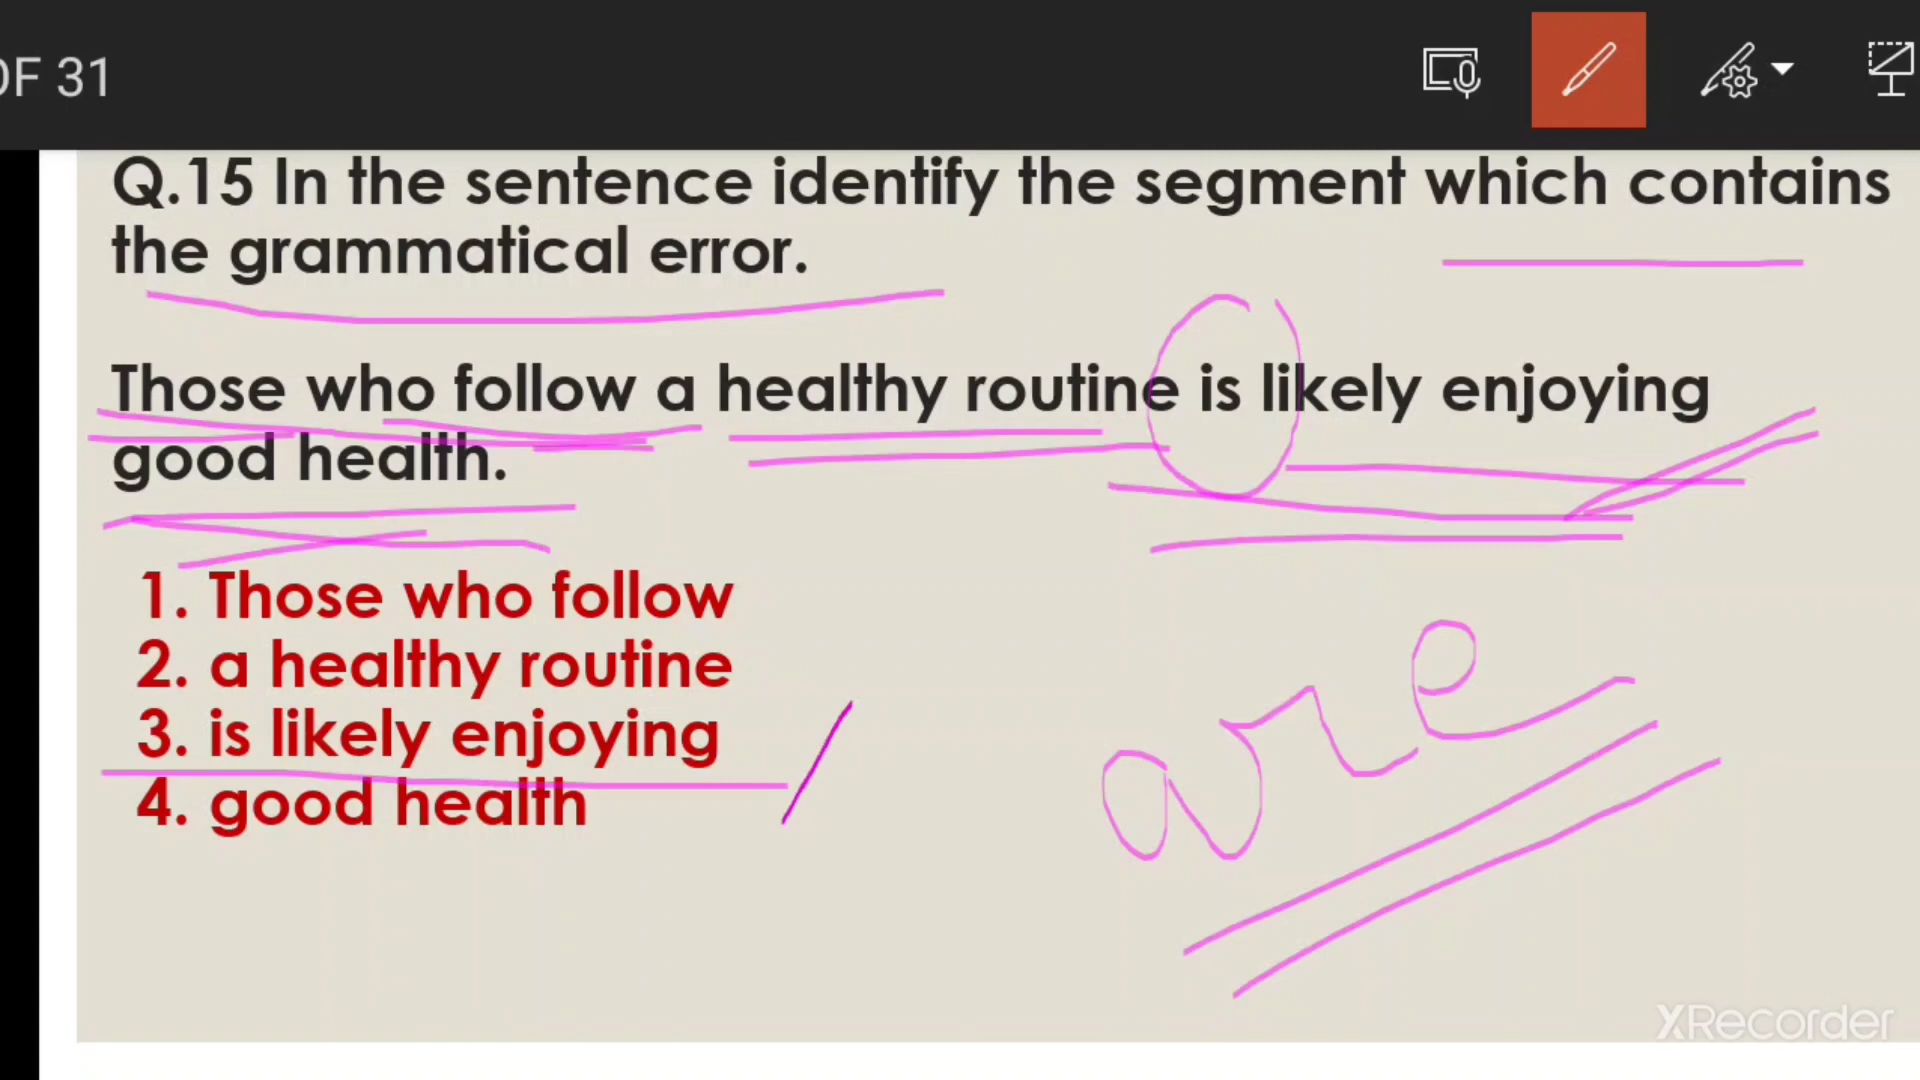 OF 31
Q.15 In the sentence identify the segment which contains
the grammatical error.
Those who follow a healthy routine is likely enjoying
good health.
1. Those who follow
2. a healthy routine
3. is likely enjoying
4. good health
are
XRecorder